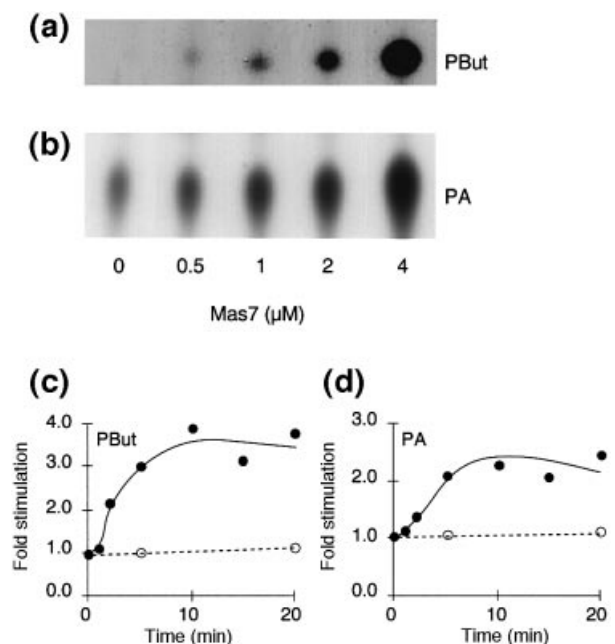 (a)
PBut
(b)
PA
0 0.5 1 2 4
Mas7 (µM)
(c)
4.0
3.0
2.0
1.0
0.0
Fold stimulation
PBut
0 10 20
Time (min)
(d)
3.0
2.0
1.0
0.0
Fold stimulation
PA
0 10 20
Time (min)